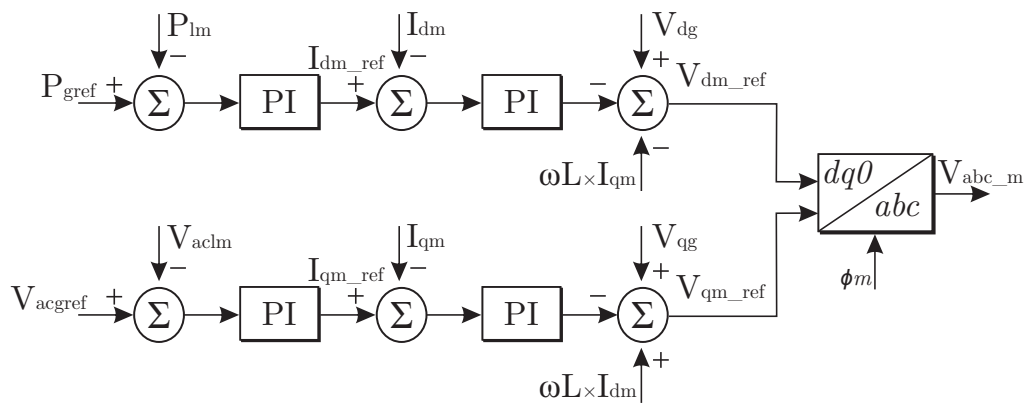 P_lm
I_dm
V_dg
P_gref + − Σ PI I_dm_ref + − Σ PI − + − Σ V_dm_ref
ωL×I_qm
dq0
abc
V_abc_m
ϕm
V_aclm
I_qm
V_qg
V_acgref + − Σ PI I_qm_ref + − Σ PI − + + Σ V_qm_ref
ωL×I_dm